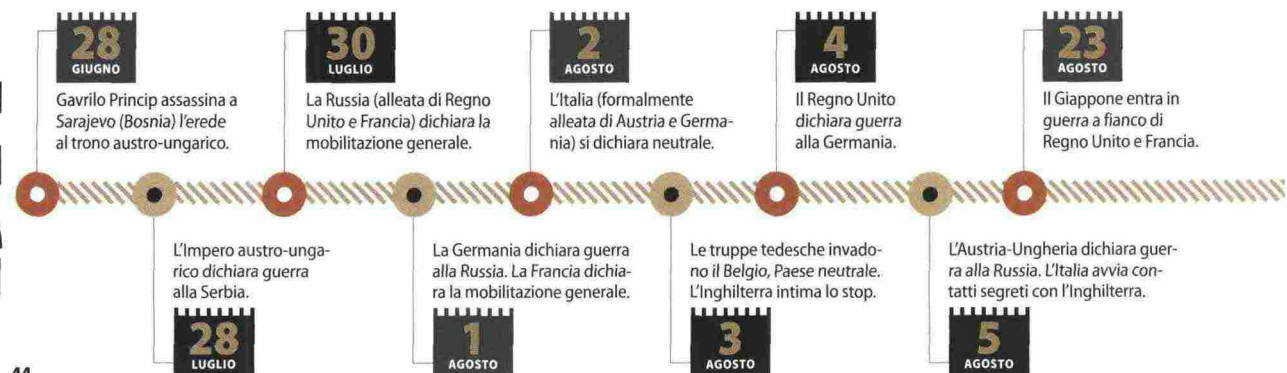 28
GIUGNO
Gavrilo Princip assassina a
Sarajevo (Bosnia) l'erede
al trono austro-ungarico.
L'Impero austro-unga-
rico dichiara guerra
alla Serbia.
28
LUGLIO
30
LUGLIO
La Russia (alleata di Regno
Unito e Francia) dichiara la
mobilitazione generale.
La Germania dichiara guerra
alla Russia. La Francia dichia-
ra la mobilitazione generale.
1
AGOSTO
2
AGOSTO
L'Italia (formalmente
alleata di Austria e Germa-
nia) si dichiara neutrale.
Le truppe tedesche invado-
no il Belgio, Paese neutrale.
L'Inghilterra intima lo stop.
3
AGOSTO
4
AGOSTO
Il Regno Unito
dichiara guerra
alla Germania.
L'Austria-Ungheria dichiara guer-
ra alla Russia. L'Italia avvia con-
tatti segreti con l'Inghilterra.
5
AGOSTO
23
AGOSTO
Il Giappone entra in
guerra a fianco di
Regno Unito e Francia.